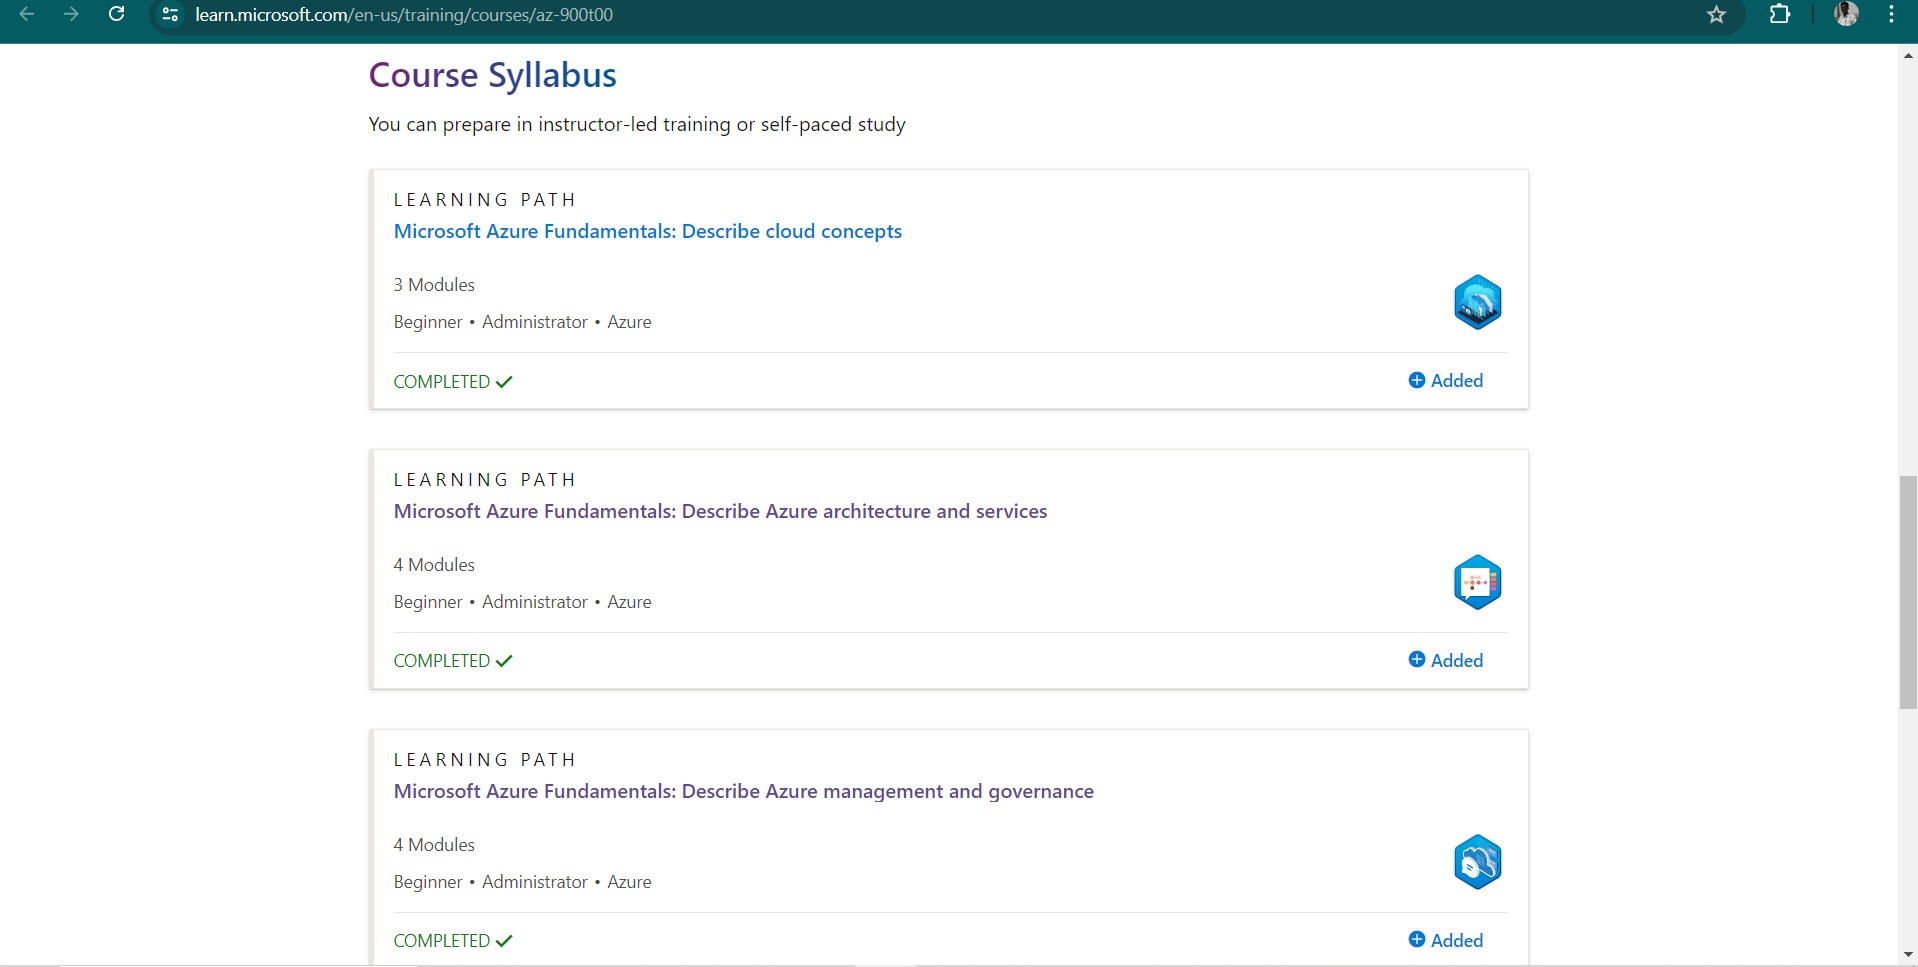 learn.microsoft.com/en-us/training/courses/az-900t00
Course Syllabus
You can prepare in instructor-led training or self-paced study
LEARNING PATH
Microsoft Azure Fundamentals: Describe cloud concepts
3 Modules
Beginner • Administrator • Azure
COMPLETED ✓
Added
LEARNING PATH
Microsoft Azure Fundamentals: Describe Azure architecture and services
4 Modules
Beginner • Administrator • Azure
COMPLETED ✓
Added
LEARNING PATH
Microsoft Azure Fundamentals: Describe Azure management and governance
4 Modules
Beginner • Administrator • Azure
COMPLETED ✓
Added